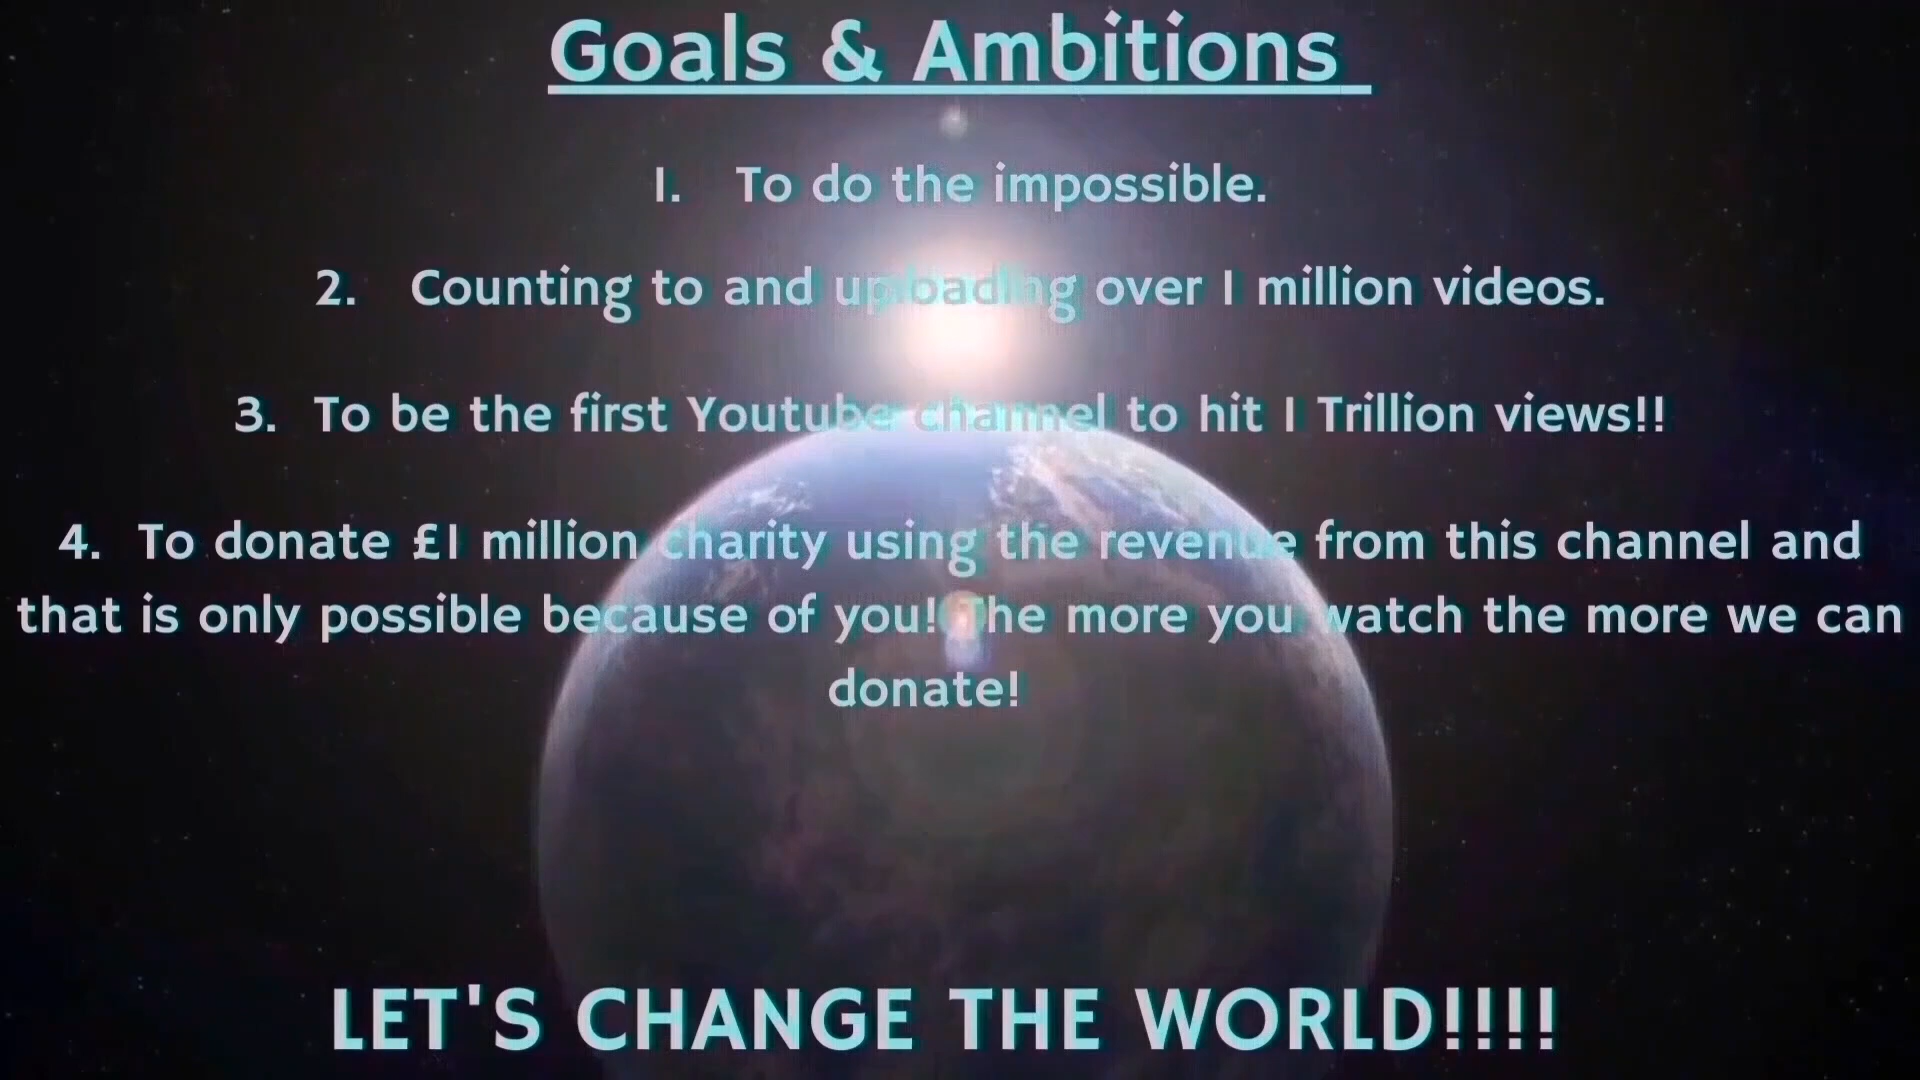 Goals & Ambitions
1. To do the impossible.
2. Counting to and uploading over 1 million videos.
3. To be the first Youtube channel to hit 1 Trillion views!!
4. To donate £1 million charity using the revenue from this channel and
that is only possible because of you! The more you watch the more we can
donate!
LET'S CHANGE THE WORLD!!!!